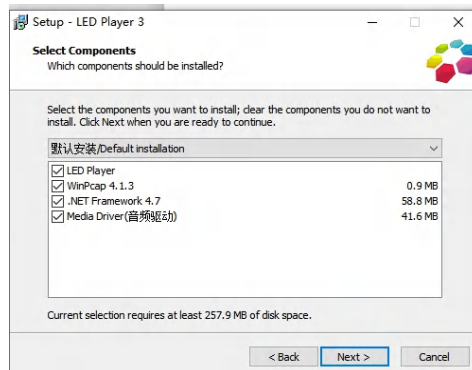 Setup - LED Player 3
Select Components
Which components should be installed?
Select the components you want to install; clear the components you do not want to
install. Click Next when you are ready to continue.
默认安装/Default installation
LED Player
WinPcap 4.1.3 0.9 MB
.NET Framework 4.7 58.8 MB
Media Driver(音频驱动) 41.6 MB
Current selection requires at least 257.9 MB of disk space.
< Back Next > Cancel